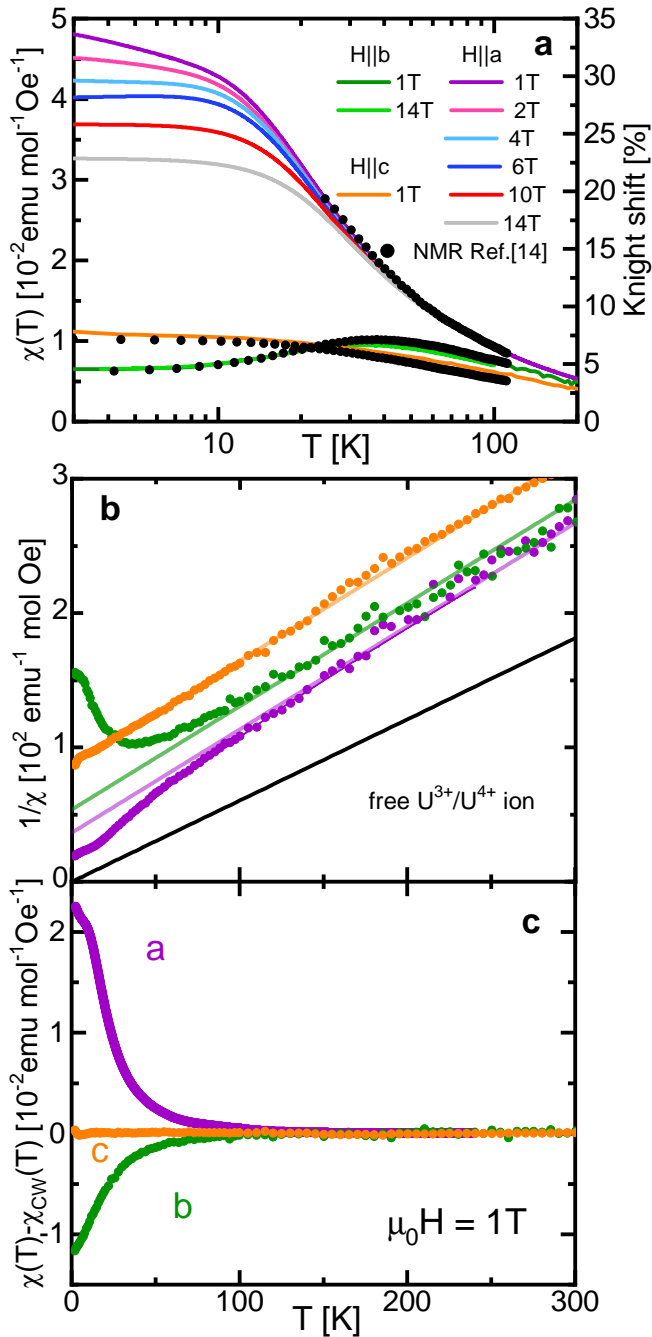 a
H||b
H||a
1T
14T
1T
2T
4T
6T
10T
14T
H||c
1T
NMR Ref.[14]
5
4
3
2
1
0
35
30
25
20
15
10
5
0
χ(T) [10⁻²emu mol⁻¹Oe⁻¹]
Knight shift [%]
10
100
T [K]
b
3
2
1
0
1/χ [10² emu⁻¹ mol Oe]
free U³⁺/U⁴⁺ ion
c
a
c
b
2
1
0
-1
χ(T)-χCW(T) [10⁻²emu mol⁻¹Oe⁻¹]
μ₀H = 1T
0
100
200
300
T [K]